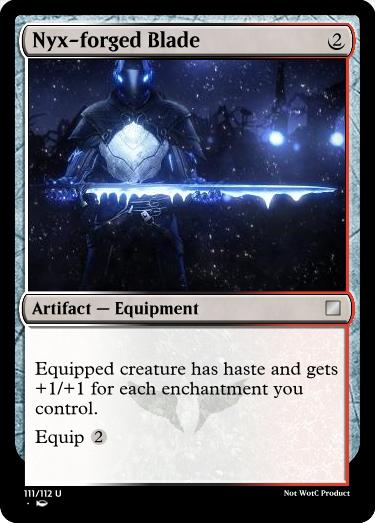 Nyx-forged Blade 2
Artifact — Equipment
Equipped creature has haste and gets
+1/+1 for each enchantment you
control.
Equip 2
111/112 U
Not WotC Product